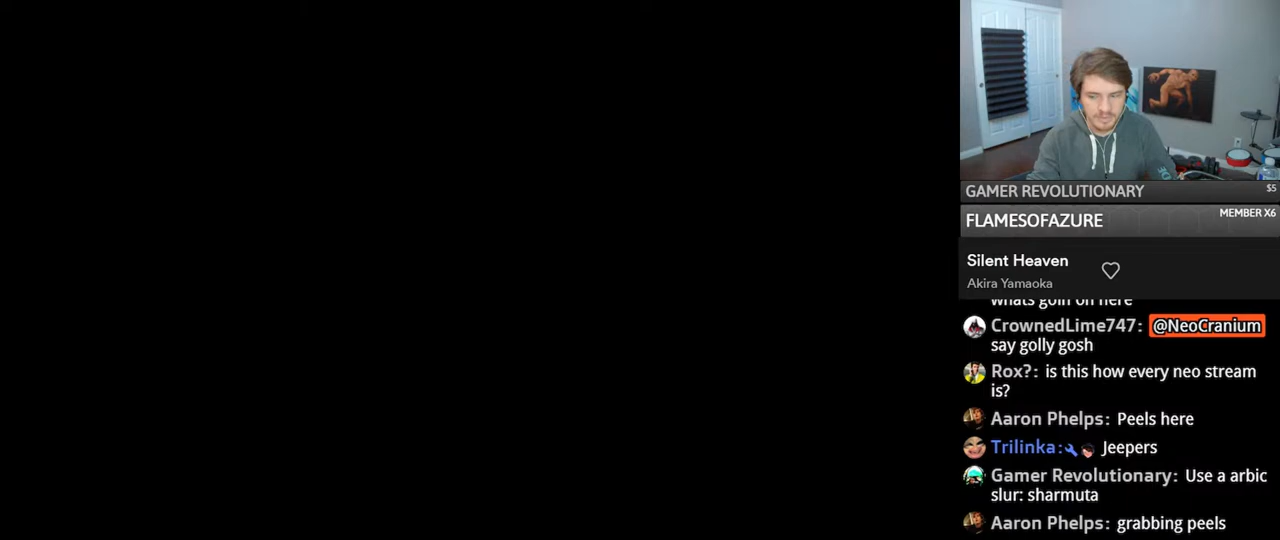 GAMER REVOLUTIONARY $5
FLAMESOFAZURE MEMBER X6
Silent Heaven
Akira Yamaoka
whats goin on here
CrownedLime747: @NeoCranium
say golly gosh
Rox?: is this how every neo stream
is?
Aaron Phelps: Peels here
Trilinka: Jeepers
Gamer Revolutionary: Use a arbic
slur: sharmuta
Aaron Phelps: grabbing peels